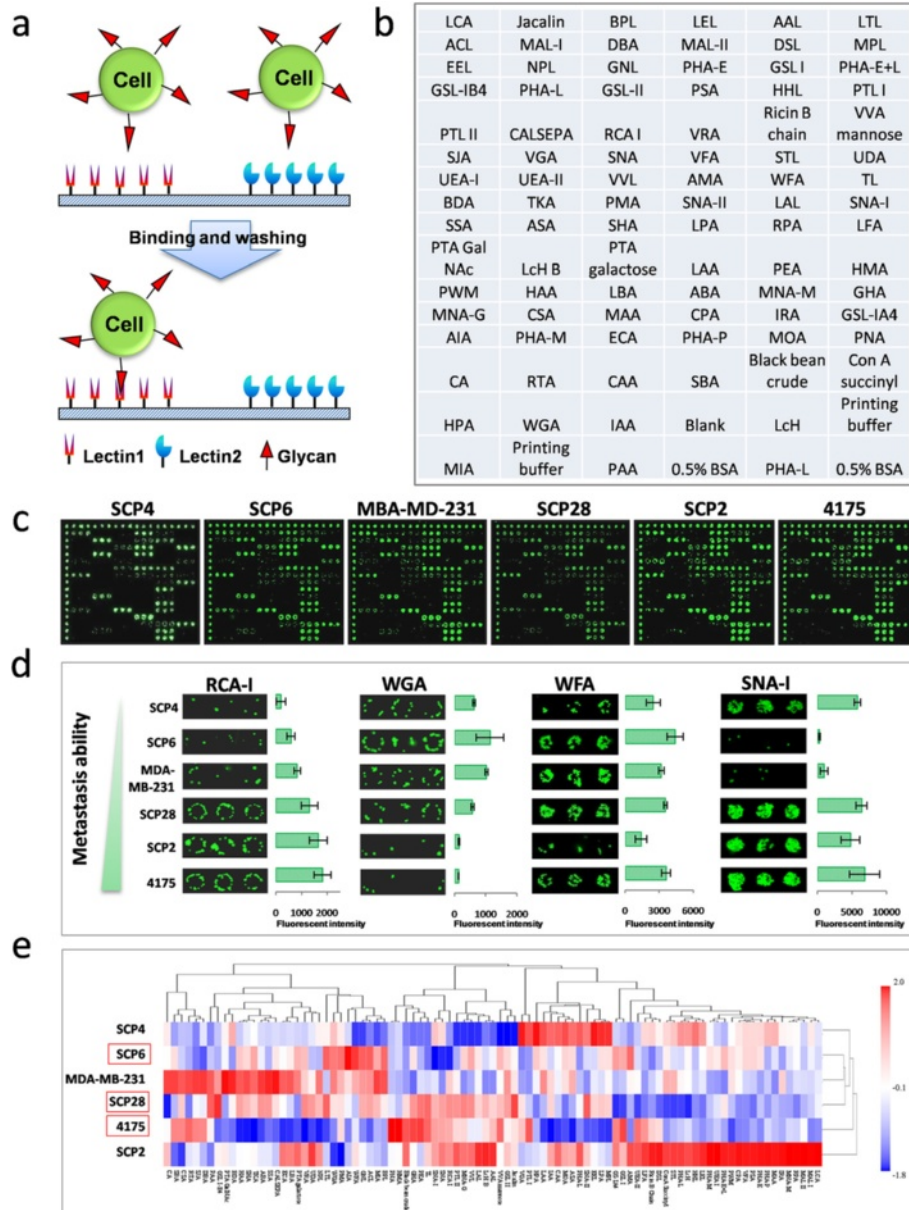 a
Cell
Cell
Binding and washing
Cell
Lectin1
Lectin2
Glycan
b
LCA Jacalin BPL LEL AAL LTL
ACL MAL-I DBA MAL-II DSL MPL
EEL NPL GNL PHA-E GSL I PHA-E+L
GSL-IB4 PHA-L GSL-II PSA HHL PTL I
PTL II CALSEPA RCA I VRA Ricin B chain VVA mannose
SJA VGA SNA VFA STL UDA
UEA-I UEA-II VVL AMA WFA TL
BDA TKA PMA SNA-II LAL SNA-I
SSA ASA SHA LPA RPA LFA
PTA Gal NAc LcH B PTA galactose LAA PEA HMA
PWM HAA LBA ABA MNA-M GHA
MNA-G CSA MAA CPA IRA GSL-IA4
AIA PHA-M ECA PHA-P MOA PNA
CA RTA CAA SBA Black bean crude Con A succinyl
HPA WGA IAA Blank LcH Printing buffer
MIA Printing buffer PAA 0.5% BSA PHA-L 0.5% BSA
c
SCP4 SCP6 MBA-MD-231 SCP28 SCP2 4175
d
Metastasis ability
RCA-I WGA WFA SNA-I
SCP4
SCP6
MDA-
MB-231
SCP28
SCP2
4175
0 1000 2000
Fluorescent intensity
0 1000 2000
Fluorescent intensity
0 3000 6000
Fluorescent intensity
0 5000 10000
Fluorescent intensity
e
SCP4
SCP6
MDA-MB-231
SCP28
4175
SCP2
2.0
-0.1
-1.8